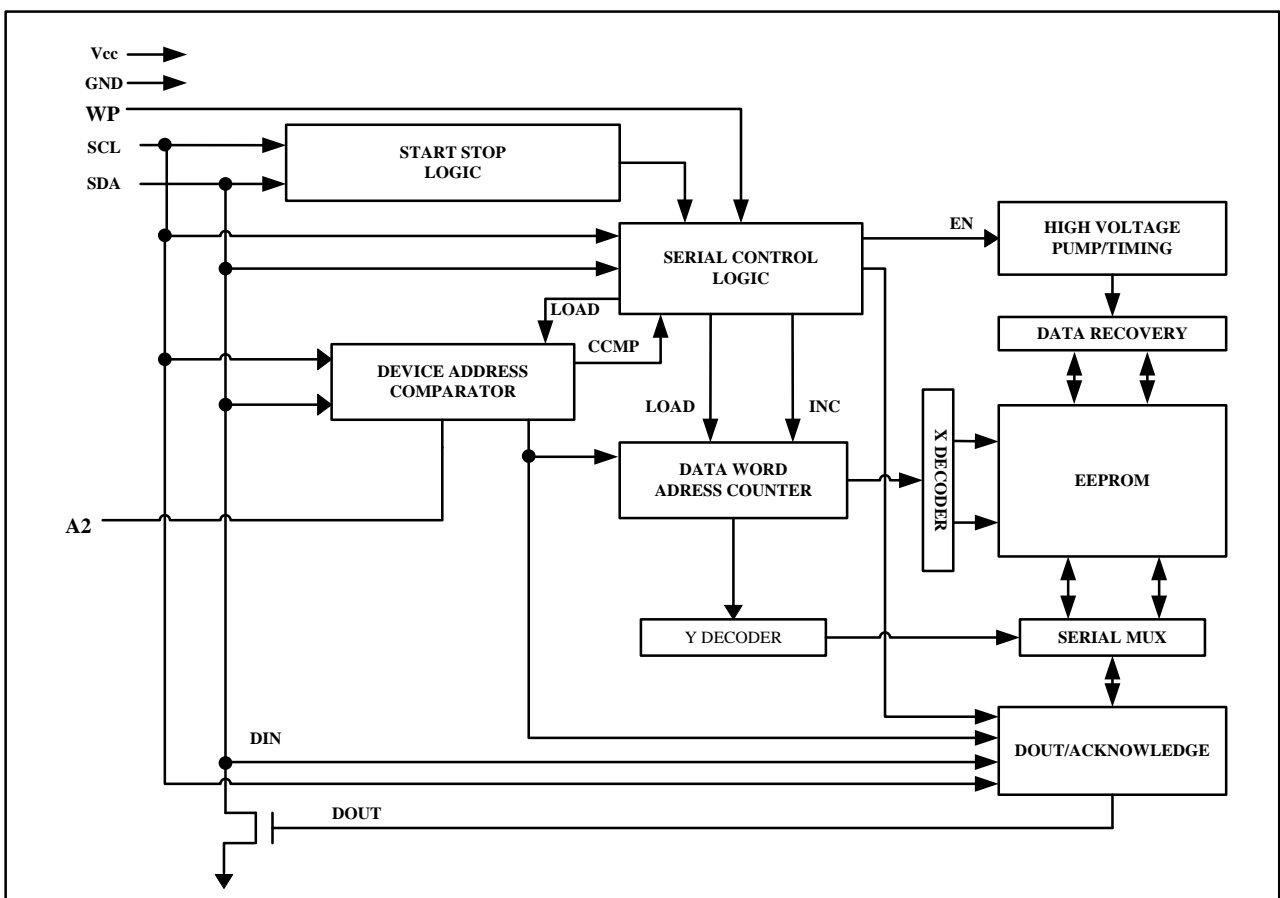 Vcc
GND
WP
SCL
SDA
START STOP
LOGIC
SERIAL CONTROL
LOGIC
EN
HIGH VOLTAGE
PUMP/TIMING
LOAD
CCMP
DATA RECOVERY
DEVICE ADDRESS
COMPARATOR
LOAD
INC
X DECODER
EEPROM
DATA WORD
ADRESS COUNTER
A2
Y DECODER
SERIAL MUX
DIN
DOUT/ACKNOWLEDGE
DOUT